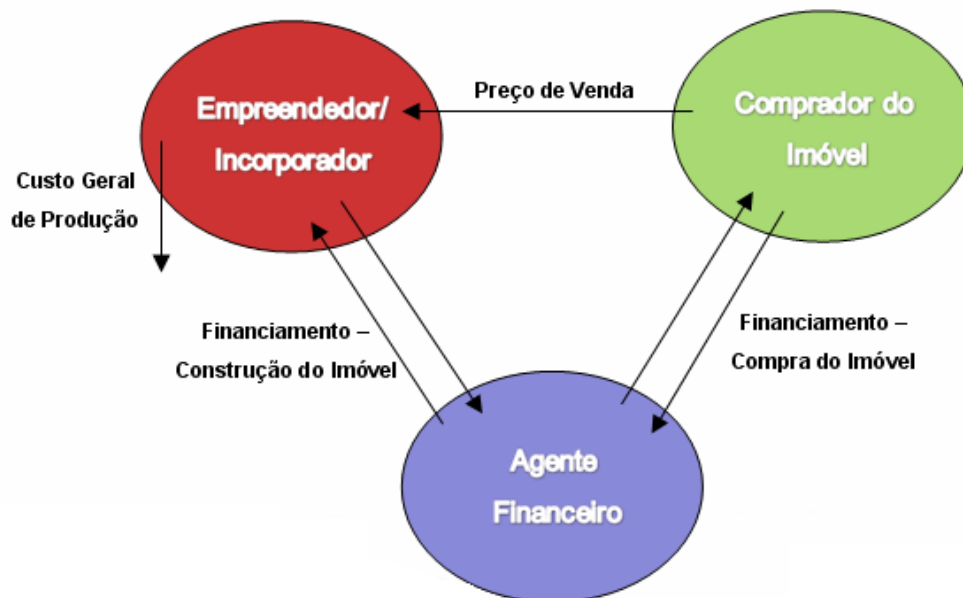 Empreendedor/
Incorporador
Preço de Venda
Comprador do
Imóvel
Custo Geral
de Produção
Financiamento –
Construção do Imóvel
Financiamento –
Compra do Imóvel
Agente
Financeiro